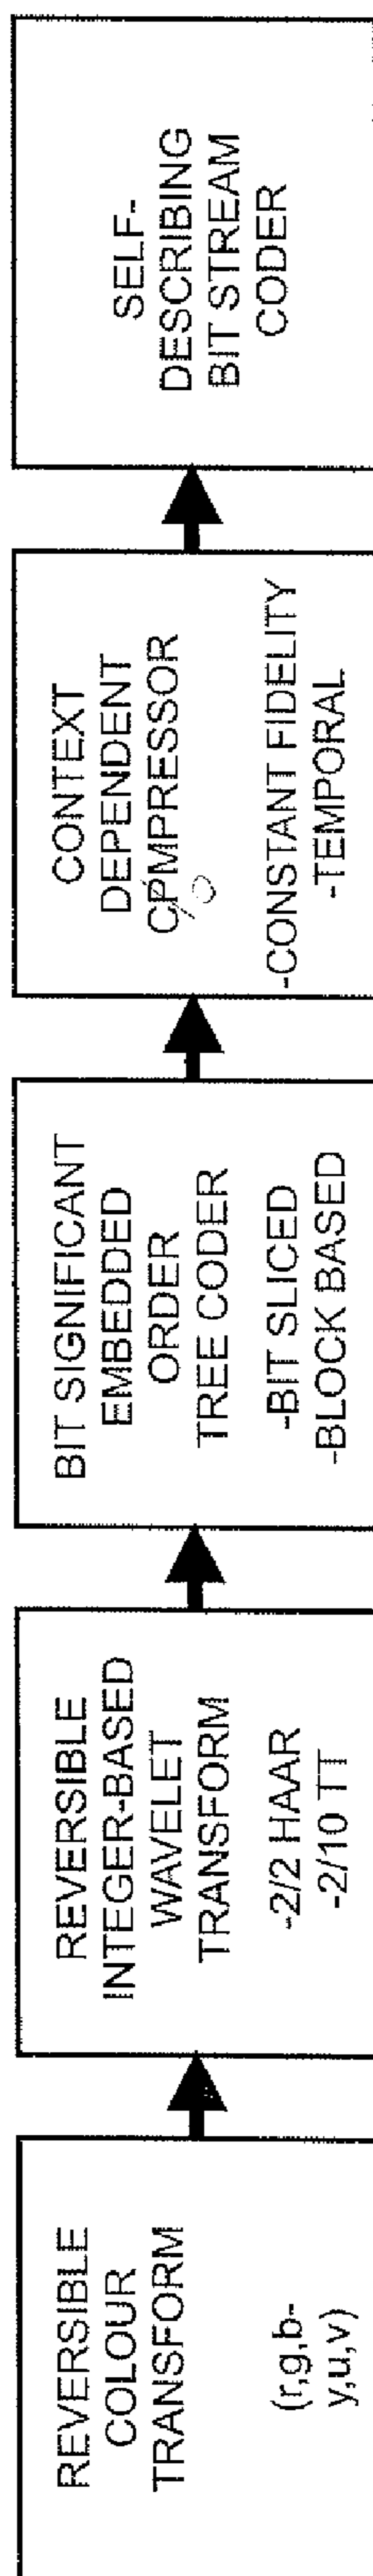 REVERSIBLE
COLOUR
TRANSFORM
(r,g,b-
y,u,v)
REVERSIBLE
INTEGER-BASED
WAVELET
TRANSFORM
-2/2 HAAR
-2/10 TT
BIT SIGNIFICANT
EMBEDDED
ORDER
TREE CODER
-BIT SLICED
-BLOCK BASED
CONTEXT
DEPENDENT
CPMPRESSOR
o
-CONSTANT FIDELITY
-TEMPORAL
SELF-
DESCRIBING
BIT STREAM
CODER